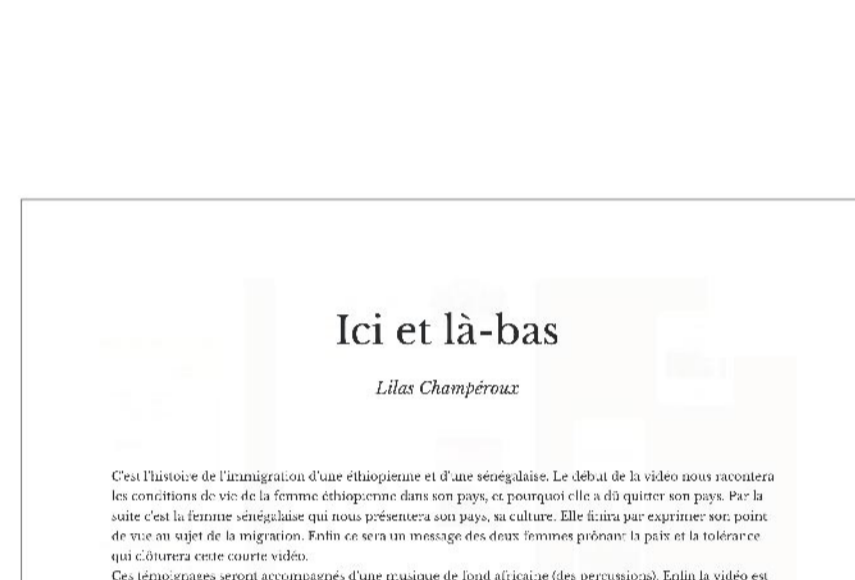 Ici et là-bas
Lilas Champéroux
C'est l'histoire de l'immigration d'une éthiopienne et d'une sénégalaise. Le début de la vidéo nous racontera
les conditions de vie de la femme éthiopienne dans son pays, et pourquoi elle a dû quitter son pays. Par la
suite c'est la femme sénégalaise qui nous présentera son pays, sa culture. Elle finira par exprimer son point
de vue au sujet de la migration. Enfin ce sera un message des deux femmes prônant la paix et la tolérance
qui clôturera cette courte vidéo.
Ces témoignages seront accompagnés d'une musique de fond africaine (des percussions). Enfin la vidéo est